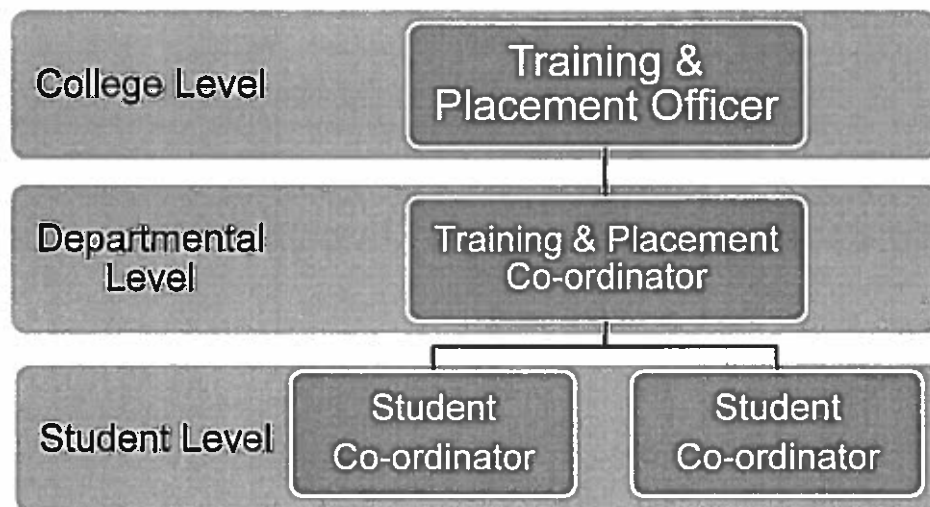 College Level
Training &
Placement Officer
Departmental
Level
Training & Placement
Co-ordinator
Student Level
Student
Co-ordinator
Student
Co-ordinator